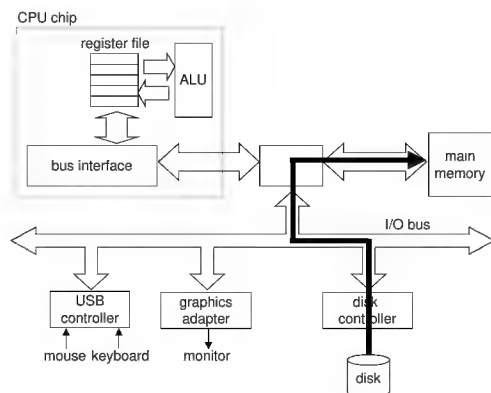 CPU chip
register file
ALU
bus interface
main
memory
I/O bus
USB
controller
graphics
adapter
disk
controller
mouse keyboard
monitor
disk